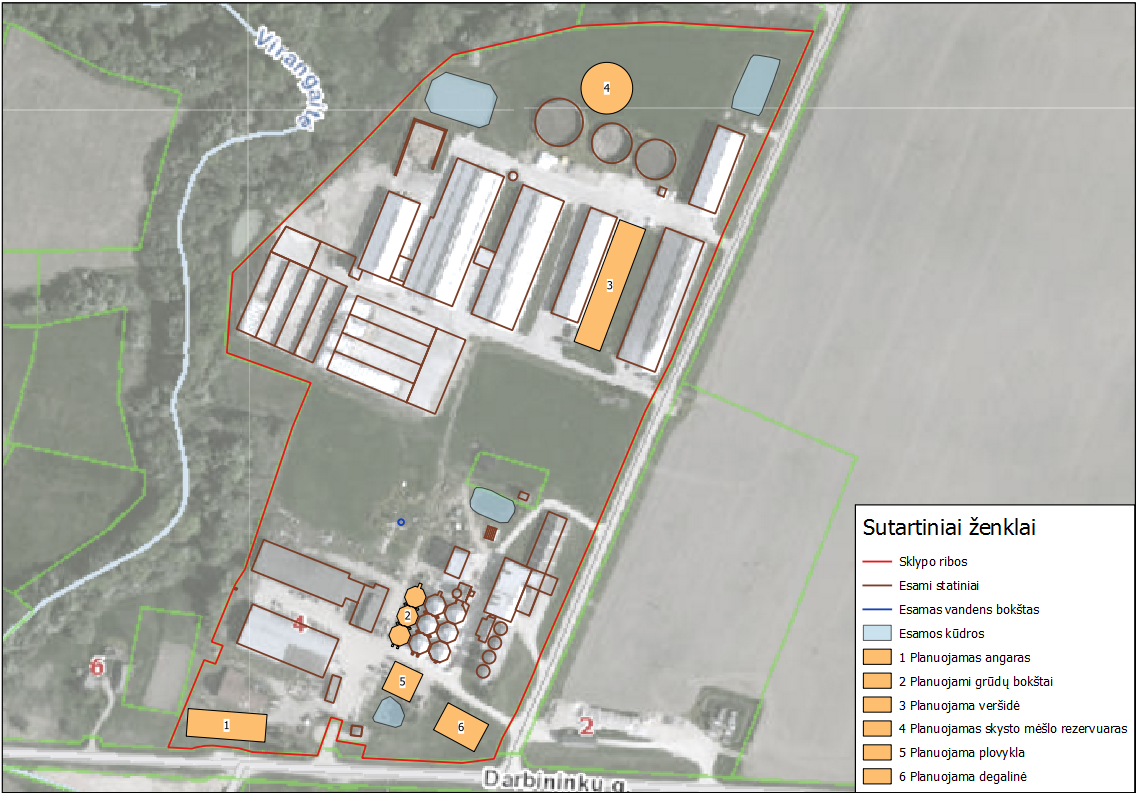 Virangalė
4
3
2
4
5
6
1
6
2
Darbininkų g.
Sutartiniai ženklai
Sklypo ribos
Esami statiniai
Esamas vandens bokštas
Esamos kūdros
1 Planuojamas angaras
2 Planuojami grūdų bokštai
3 Planuojama veršidė
4 Planuojamas skysto mėšlo rezervuaras
5 Planuojama plovykla
6 Planuojama degalinė